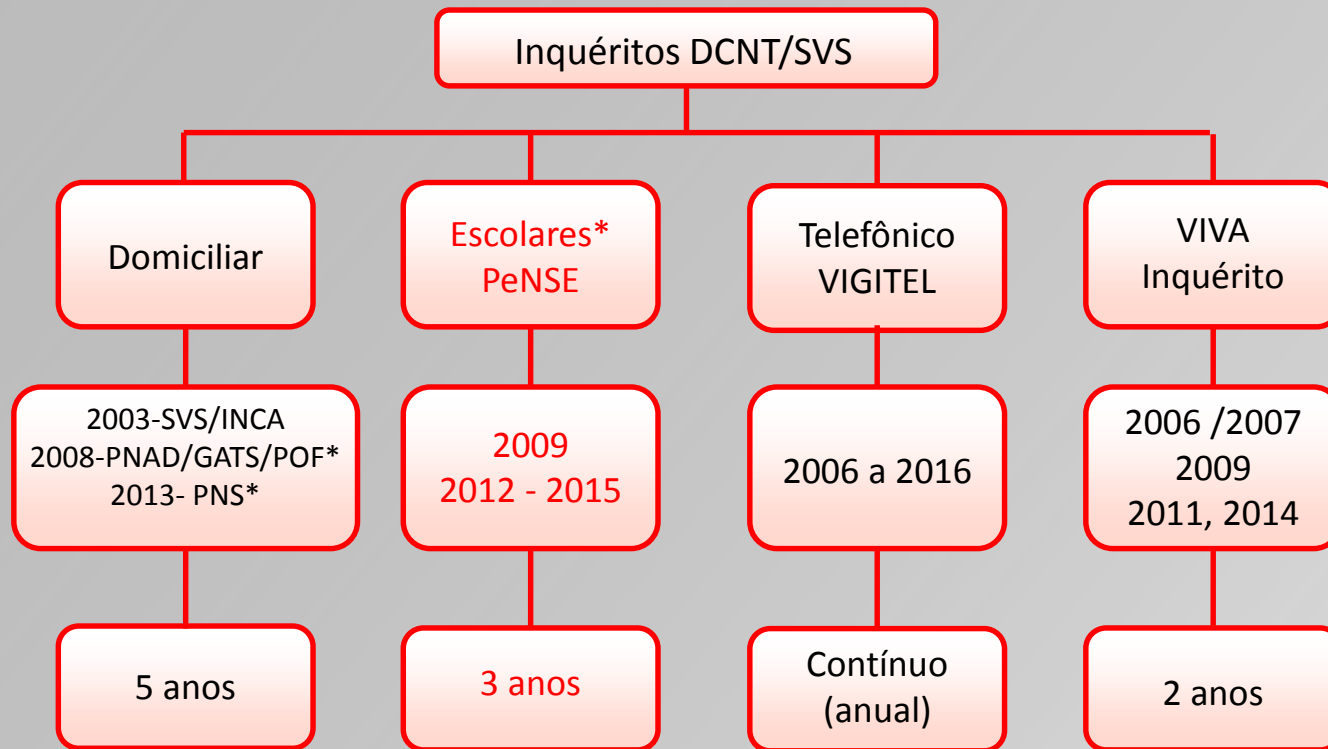 Inquéritos DCNT/SVS
Domiciliar
Escolares*
PeNSE
Telefônico
VIGITEL
VIVA
Inquérito
2003-SVS/INCA
2008-PNAD/GATS/POF*
2013- PNS*
2009
2012 - 2015
2006 a 2016
2006 /2007
2009
2011, 2014
5 anos
3 anos
Contínuo
(anual)
2 anos